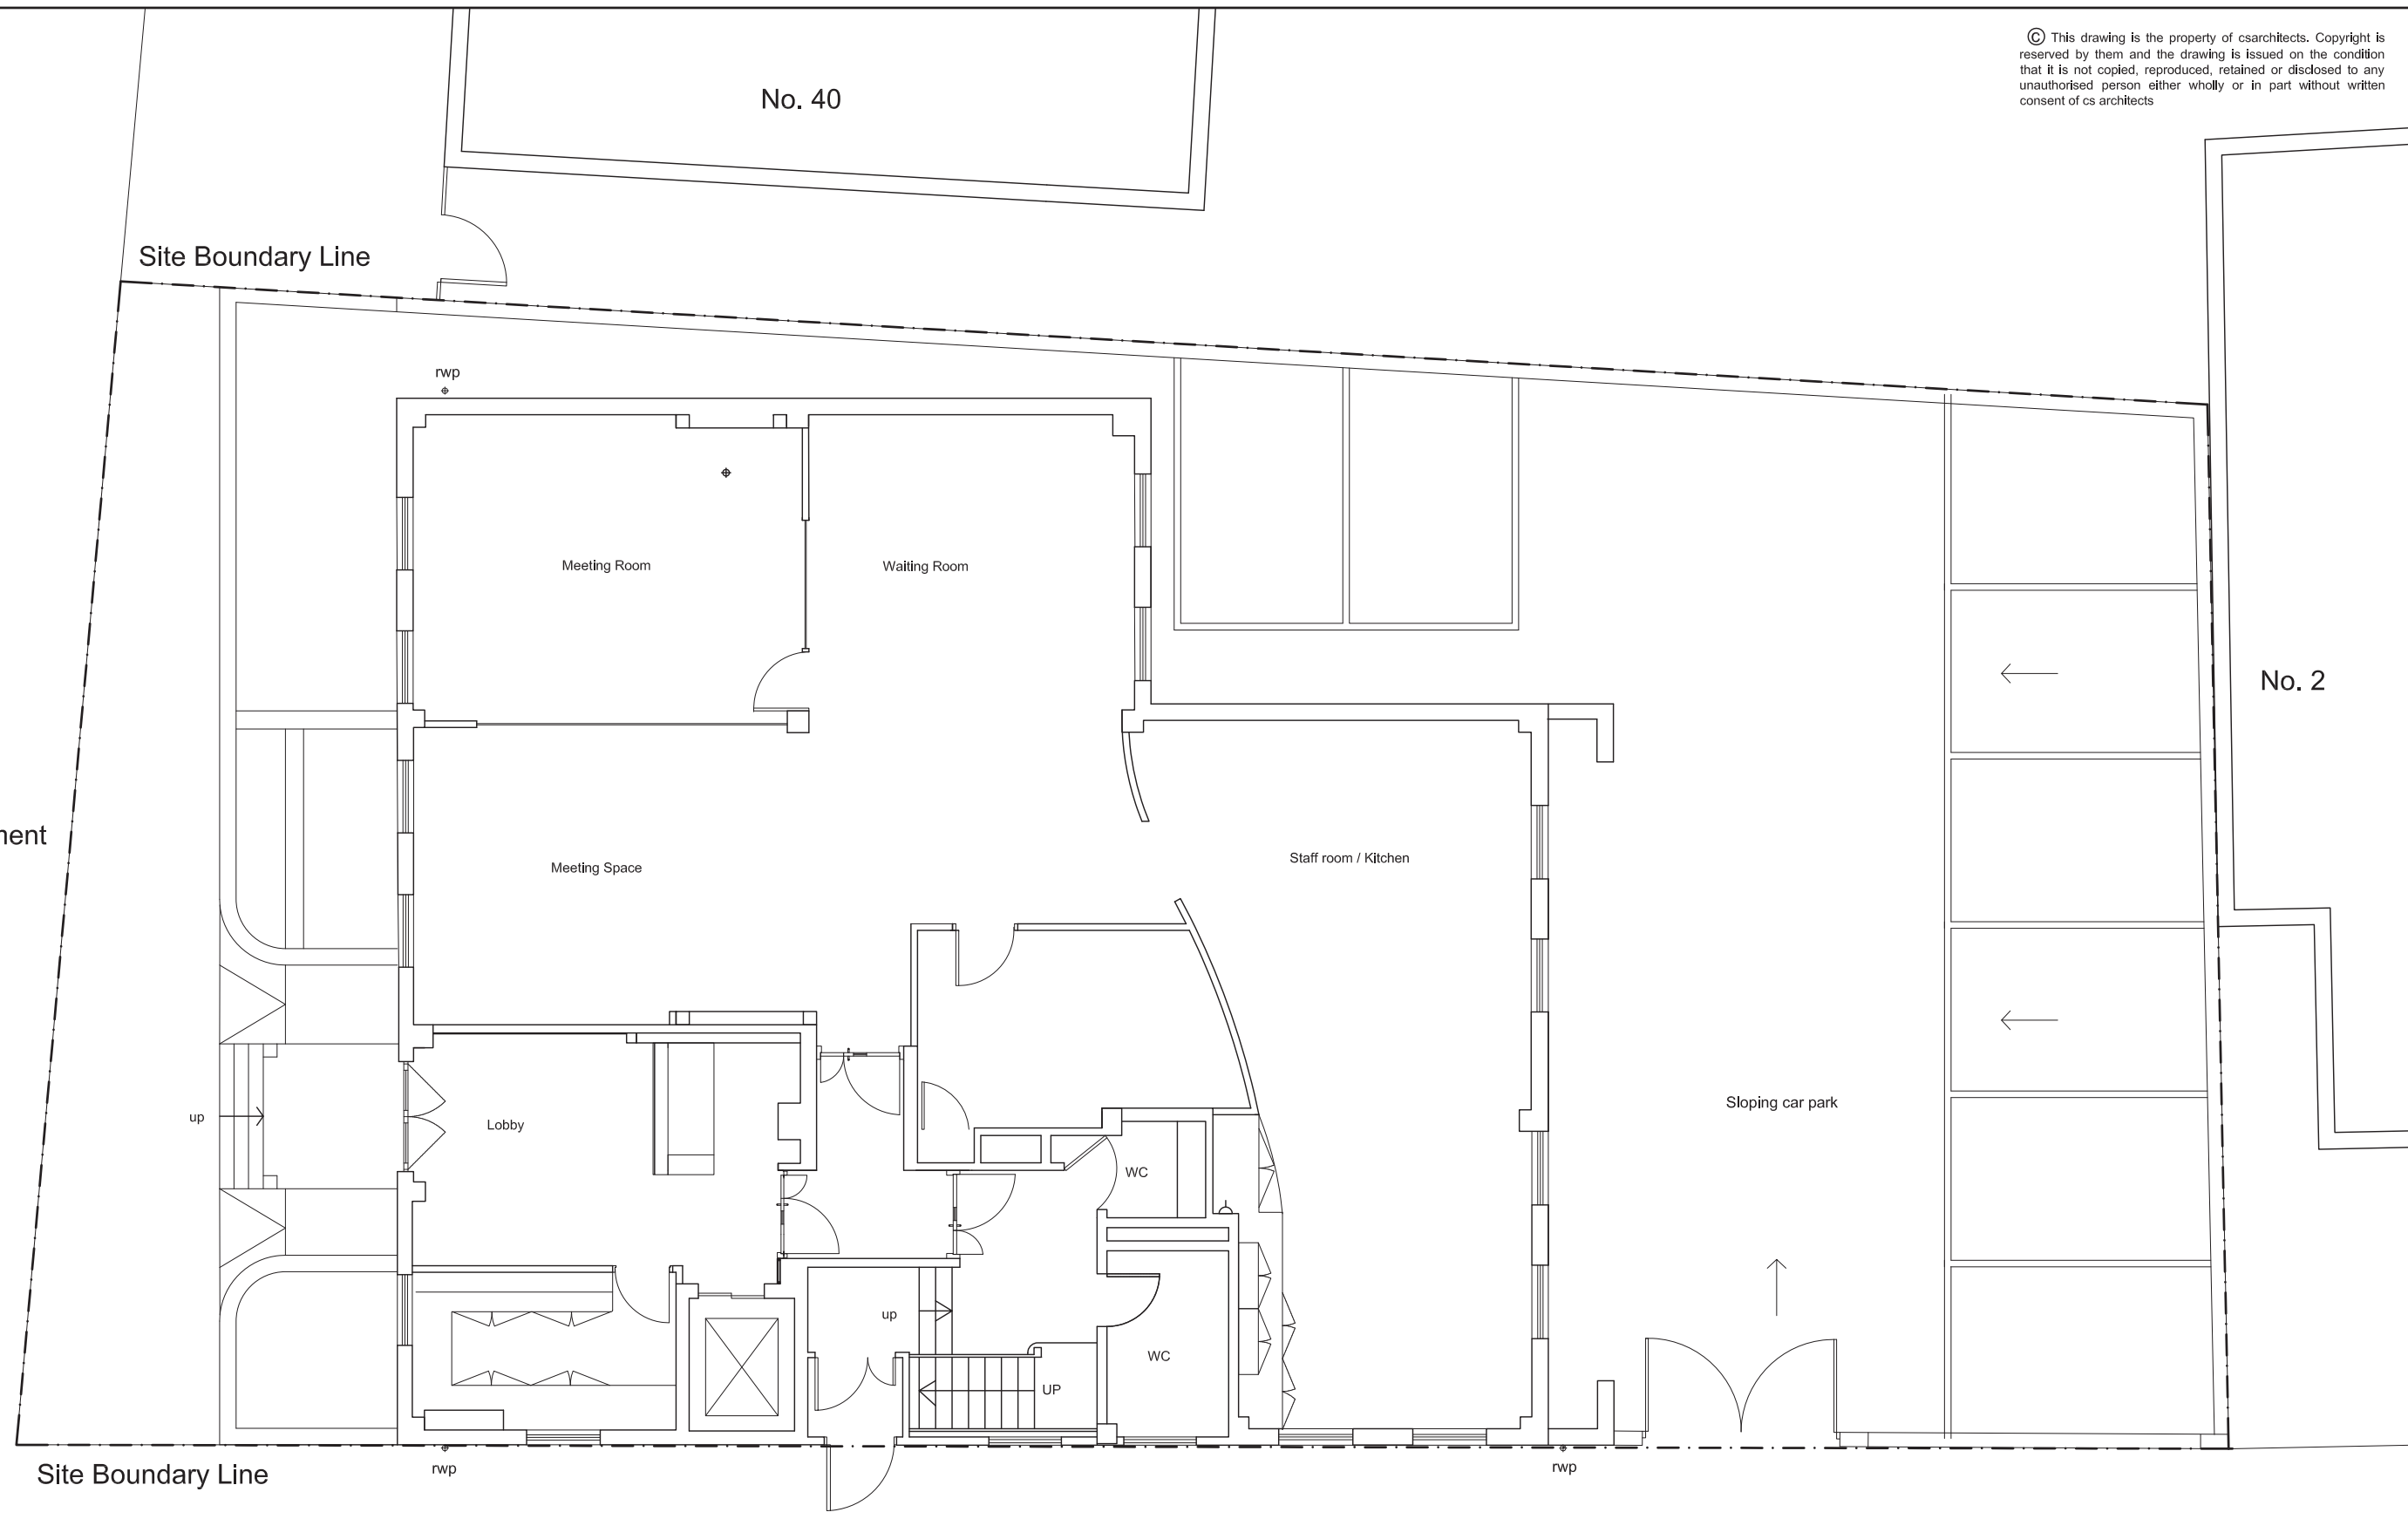 © This drawing is the property of csarchitects. Copyright is
reserved by them and the drawing is issued on the condition
that it is not copied, reproduced, retained or disclosed to any
unauthorised person either wholly or in part without written
consent of cs architects
No. 40
Site Boundary Line
rwp
Meeting Room
Waiting Room
No. 2
ment
Meeting Space
Staff room / Kitchen
Sloping car park
up
Lobby
WC
up
WC
UP
Site Boundary Line
rwp
rwp